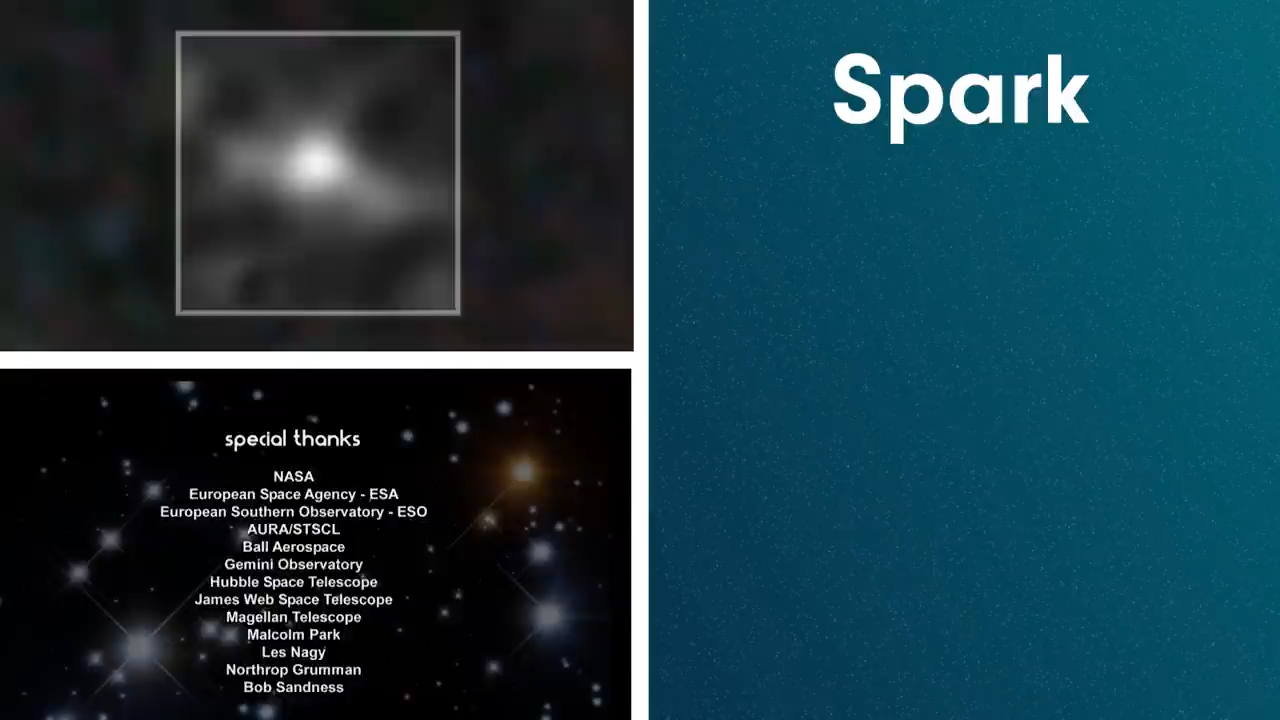 Spark
special thanks
NASA
European Space Agency - ESA
European Southern Observatory - ESO
AURA/STSCL
Ball Aerospace
Gemini Observatory
Hubble Space Telescope
James Web Space Telescope
Magellan Telescope
Malcolm Park
Les Nagy
Northrop Grumman
Bob Sandness